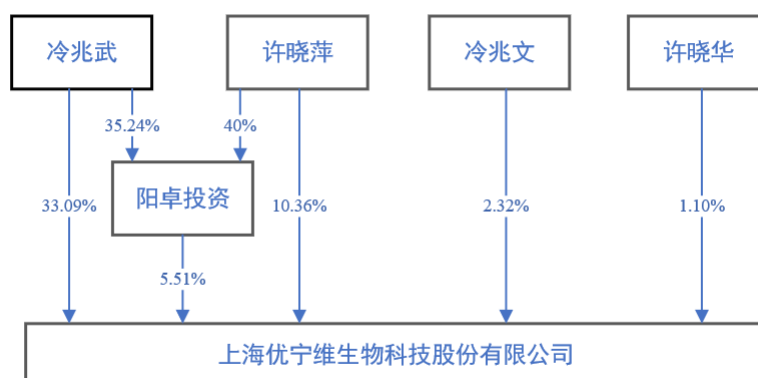 冷兆武
许晓萍
冷兆文
许晓华
35.24%
40%
阳卓投资
33.09%
10.36%
2.32%
1.10%
5.51%
上海优宁维生物科技股份有限公司